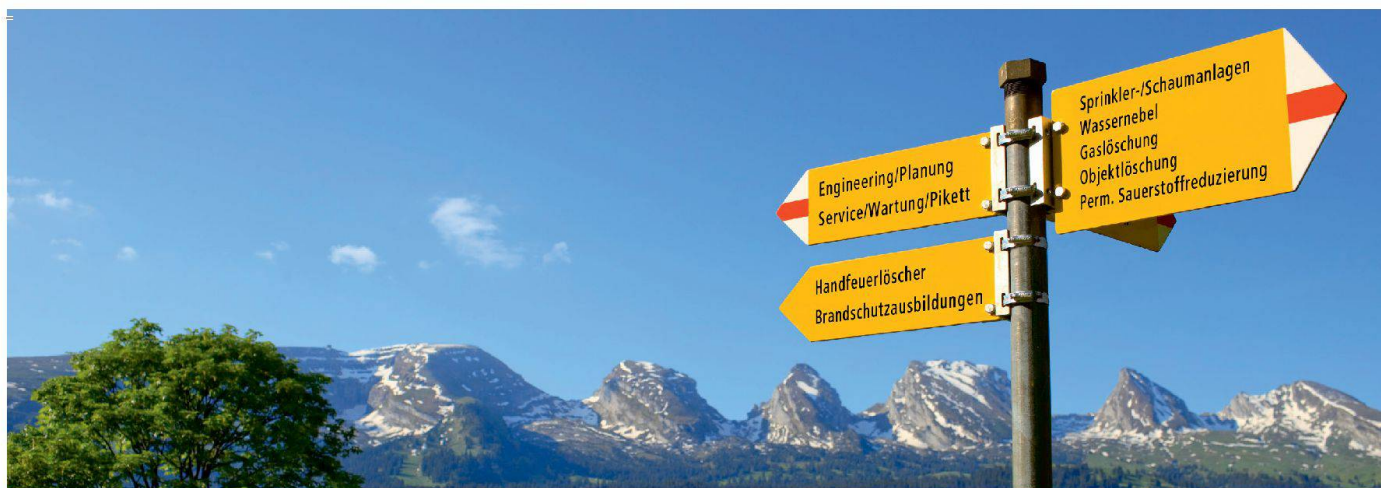 Engineering/Planung
Service/Wartung/Pikett
Handfeuerlöscher
Brandschutzausbildungen
Sprinkler-/Schaumanlagen
Wassernebel
Gaslöschung
Objektlöschung
Perm. Sauerstoffreduzierung